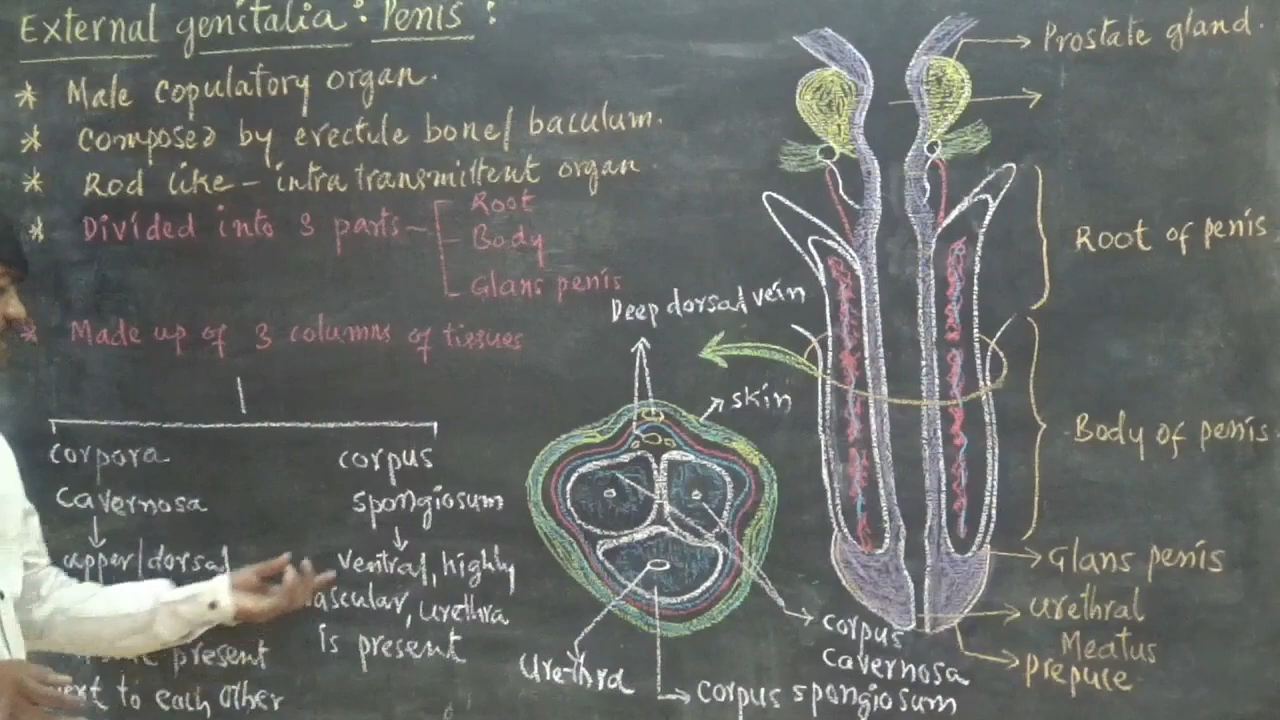 External genitalia: Penis:
* Male copulatory organ.
* composed by erectile bone/ baculum.
* Rod like - intra transmittent organ
* Divided into 3 parts -
Root
Body
Glans penis
* Made up of 3 columns of tissues
corpora
cavernosa
upper/dorsal
present
next to each other
corpus
spongiosum
ventral, highly
vascular, urethra
is present
Deep dorsal vein
skin
urethra
corpus spongiosum
corpus
cavernosa
Prostate gland.
Root of penis
Body of penis
Glans penis
urethral
Meatus
prepuce